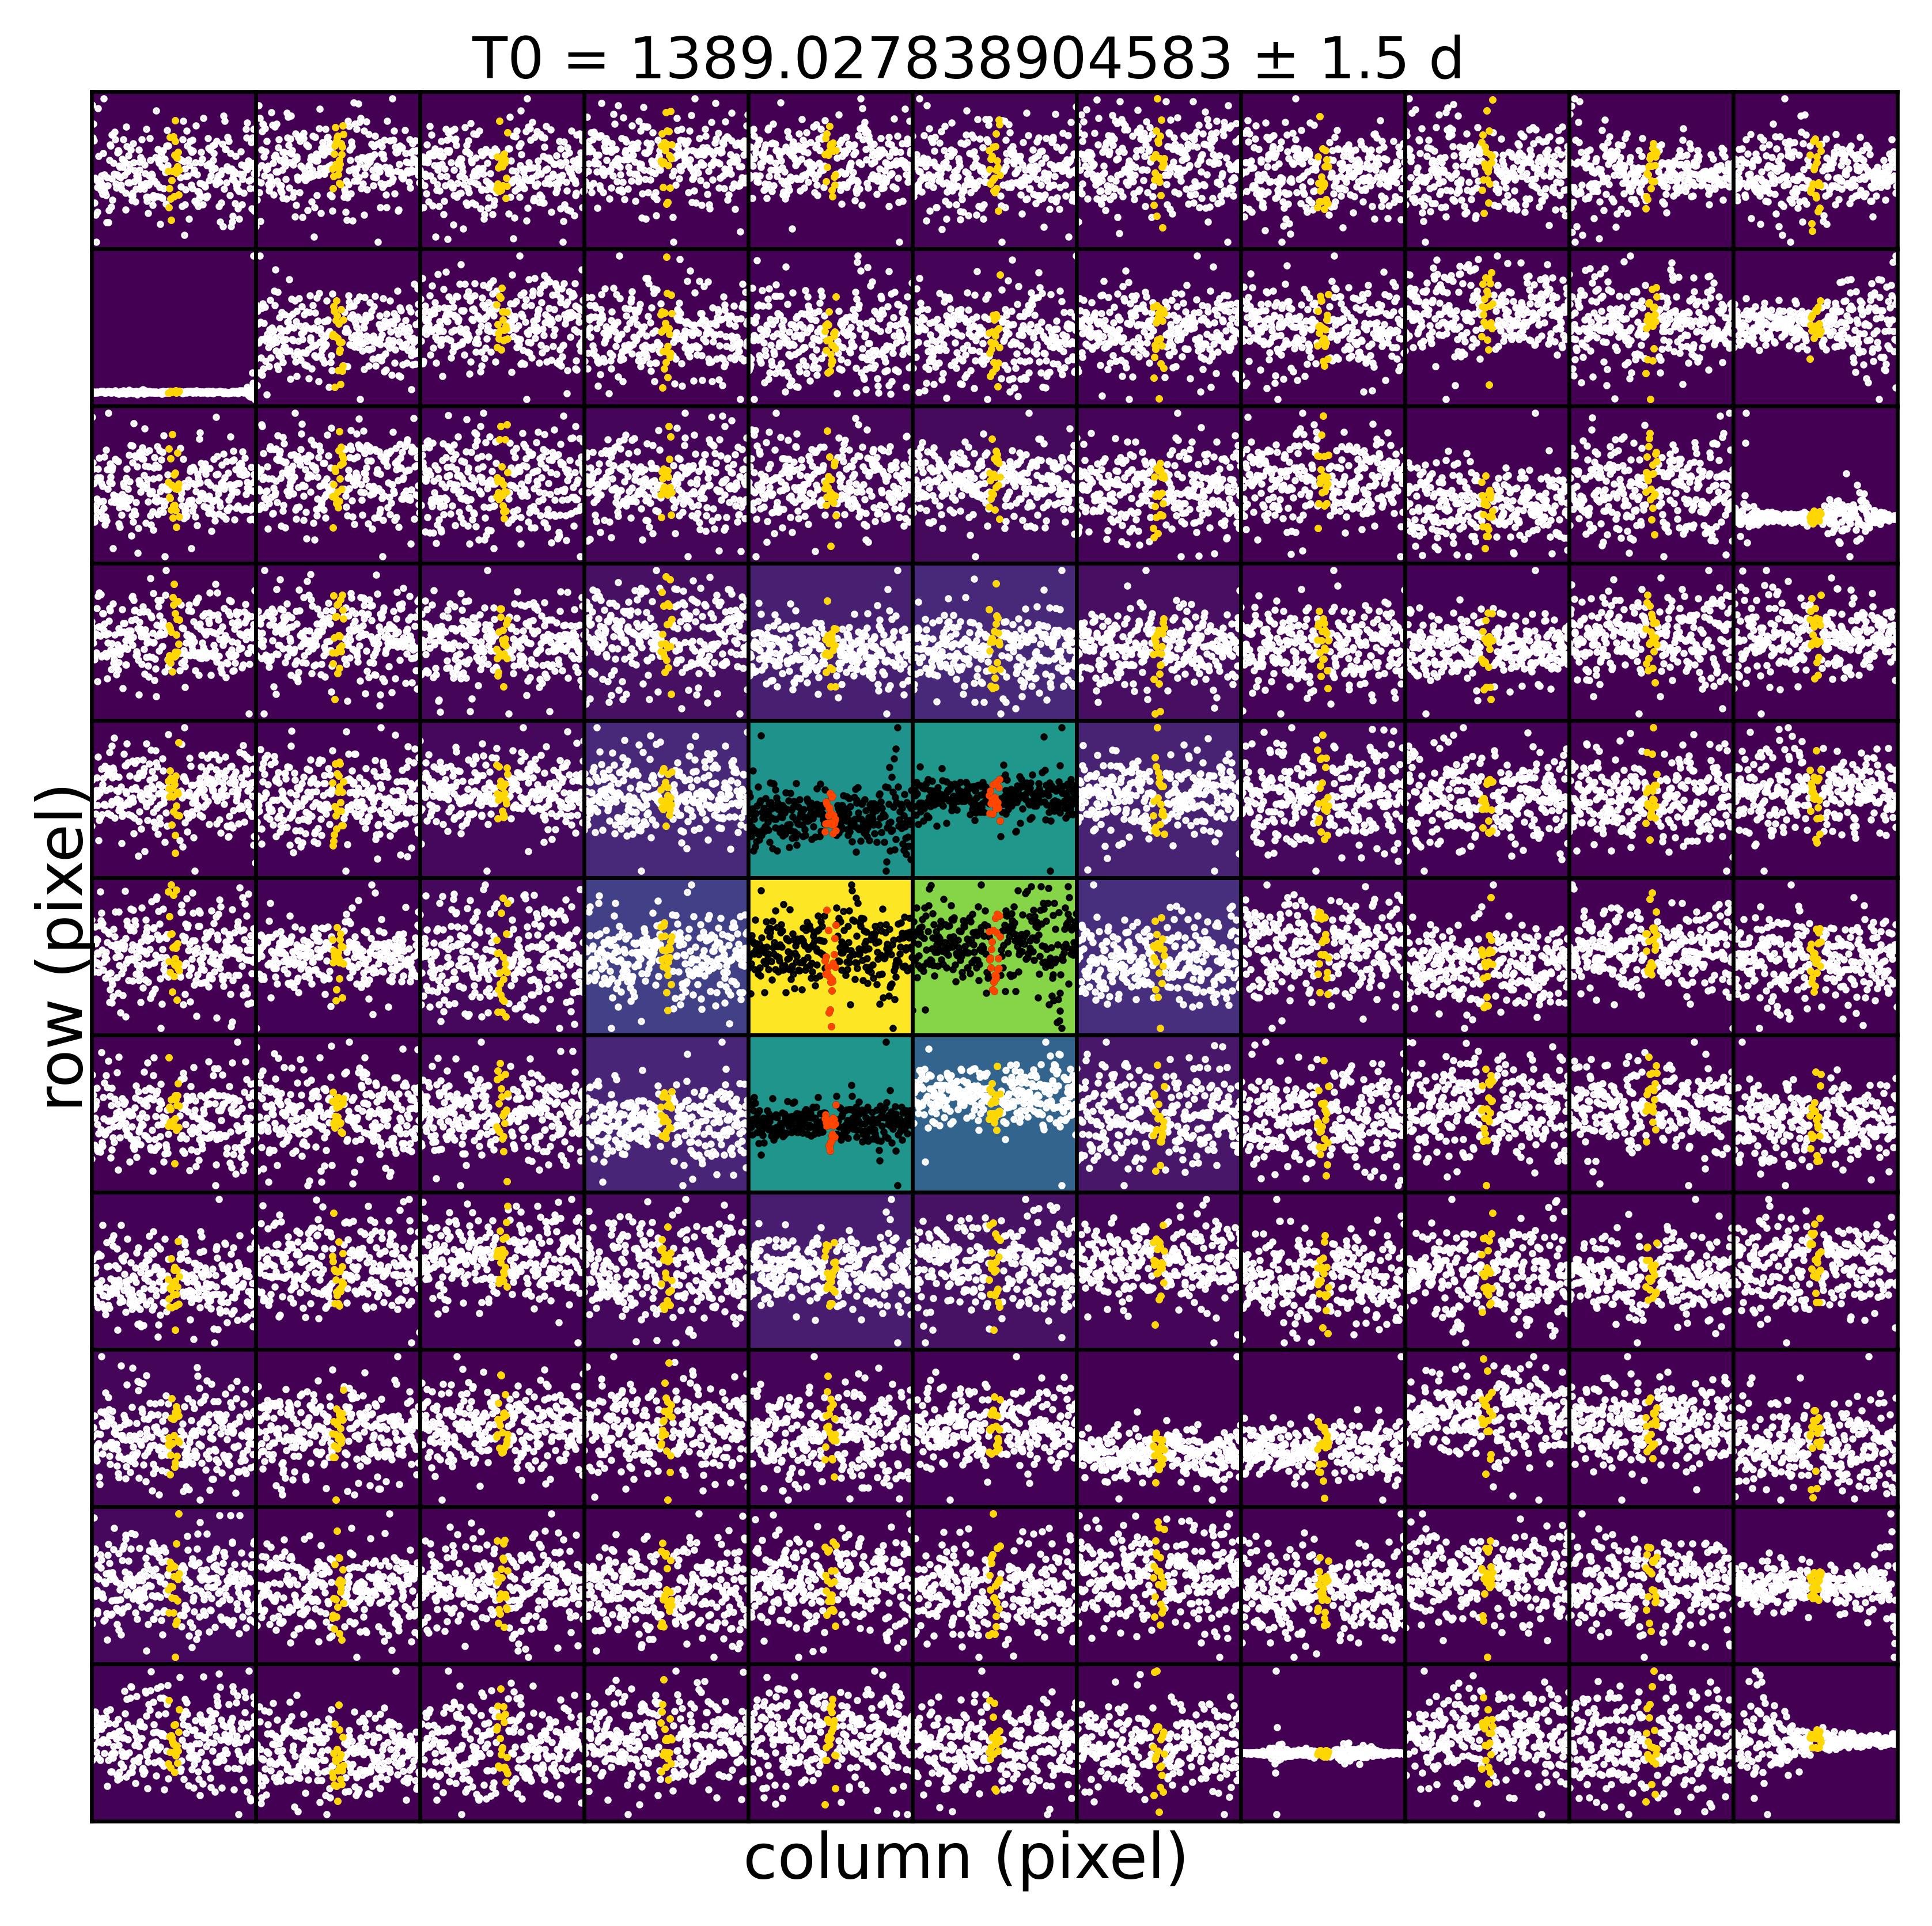 T0 = 1389.027838904583 ± 1.5 d
row (pixel)
column (pixel)